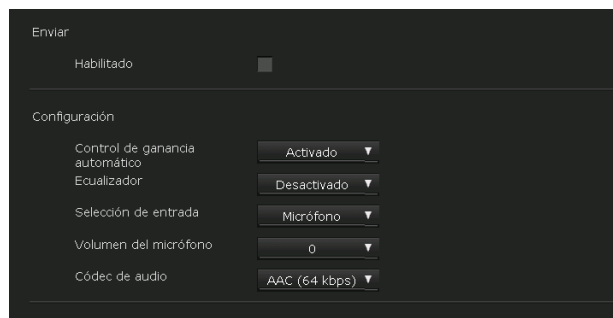 Enviar
Habilitado
Configuración
Control de ganancia
automático
Activado
Ecualizador
Desactivado
Selección de entrada
Micrófono
Volumen del micrófono
0
Códec de audio
AAC (64 kbps)